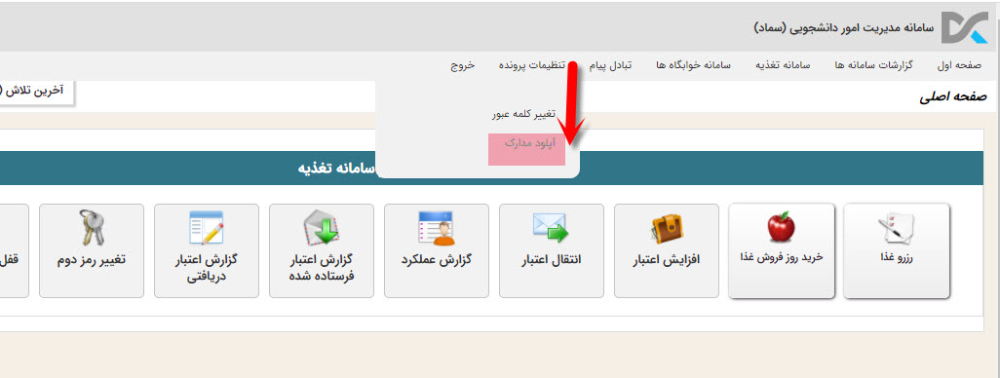 سامانه مدیریت امور دانشجویی (سماد)
صفحه اول گزارشات سامانه ها سامانه تغذیه سامانه خوابگاه ها تبادل پیام تنظیمات پرونده خروج
صفحه اصلی
آخرین تلاش (
تغییر کلمه عبور
آپلود مدارک
سامانه تغذیه
رزرو غذا
خرید روز فروش غذا
افزایش اعتبار
انتقال اعتبار
گزارش عملکرد
گزارش اعتبار
فرستاده شده
گزارش اعتبار
دریافتی
تغییر رمز دوم
قفل